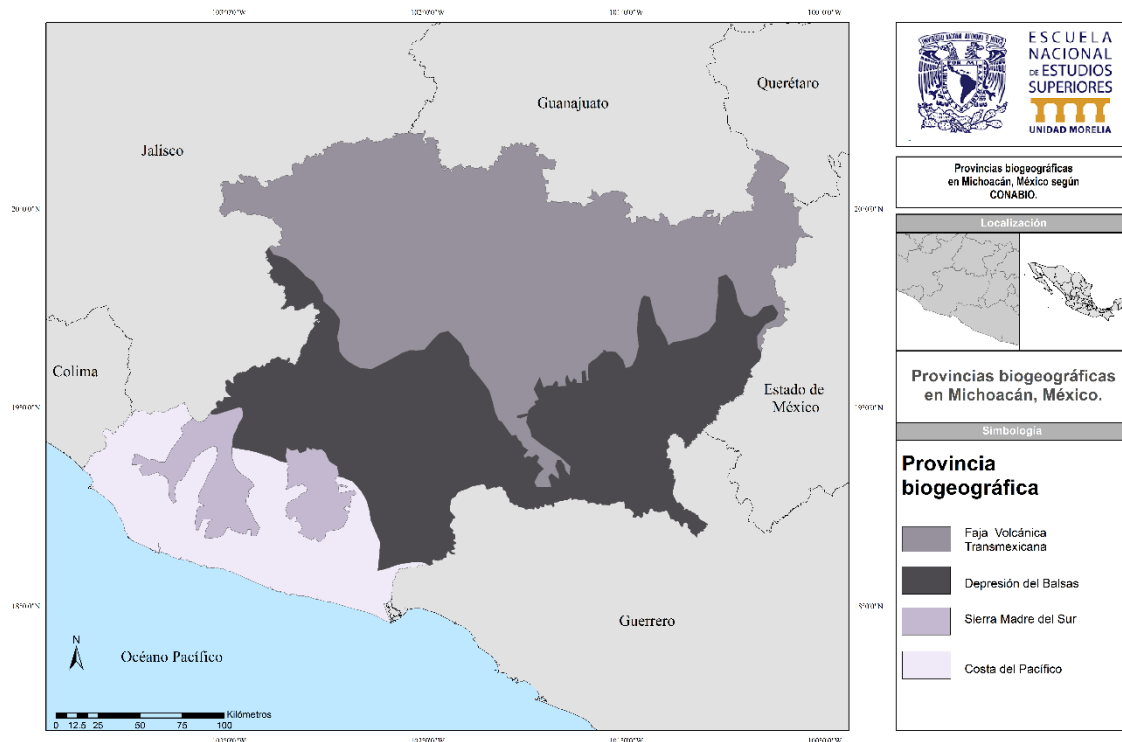 Jalisco
Guanajuato
Querétaro
Colima
Estado de
México
Guerrero
Océano Pacífico
N
Kilómetros
0 12.5 25 50 75 100
ESCUELA
NACIONAL
DE ESTUDIOS
SUPERIORES
UNIDAD MORELIA
Provincias biogeográficas
en Michoacán, México según
CONABIO.
Localización
Provincias biogeográficas
en Michoacán, México.
Simbología
Provincia
biogeográfica
Faja Volcánica
Transmexicana
Depresión del Balsas
Sierra Madre del Sur
Costa del Pacífico